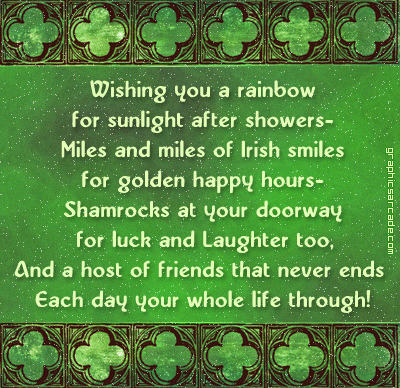 Wishing you a rainbow
for sunlight after showers-
Miles and miles of Irish smiles
for golden happy hours-
Shamrocks at your doorway
for luck and Laughter too,
And a host of friends that never ends
Each day your whole life through!
graphicsarcade.com